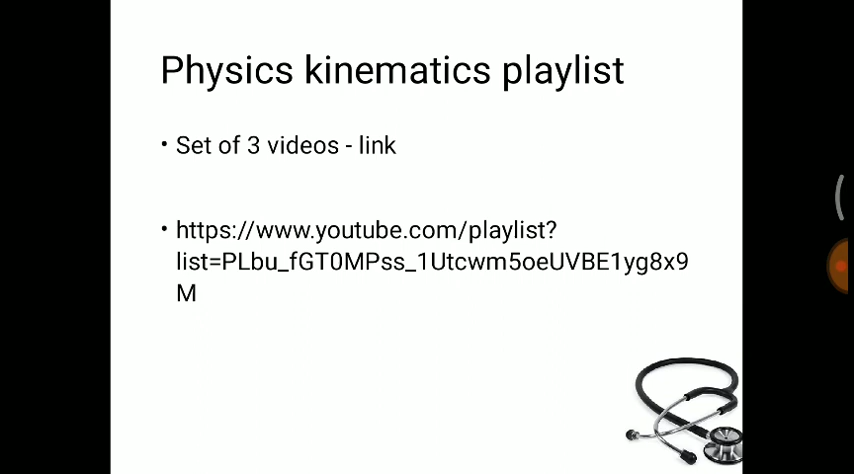 Physics kinematics playlist
• Set of 3 videos - link
• https://www.youtube.com/playlist?
list=PLbu_fGT0MPss_1Utcwm5oeUVBE1yg8x9
M